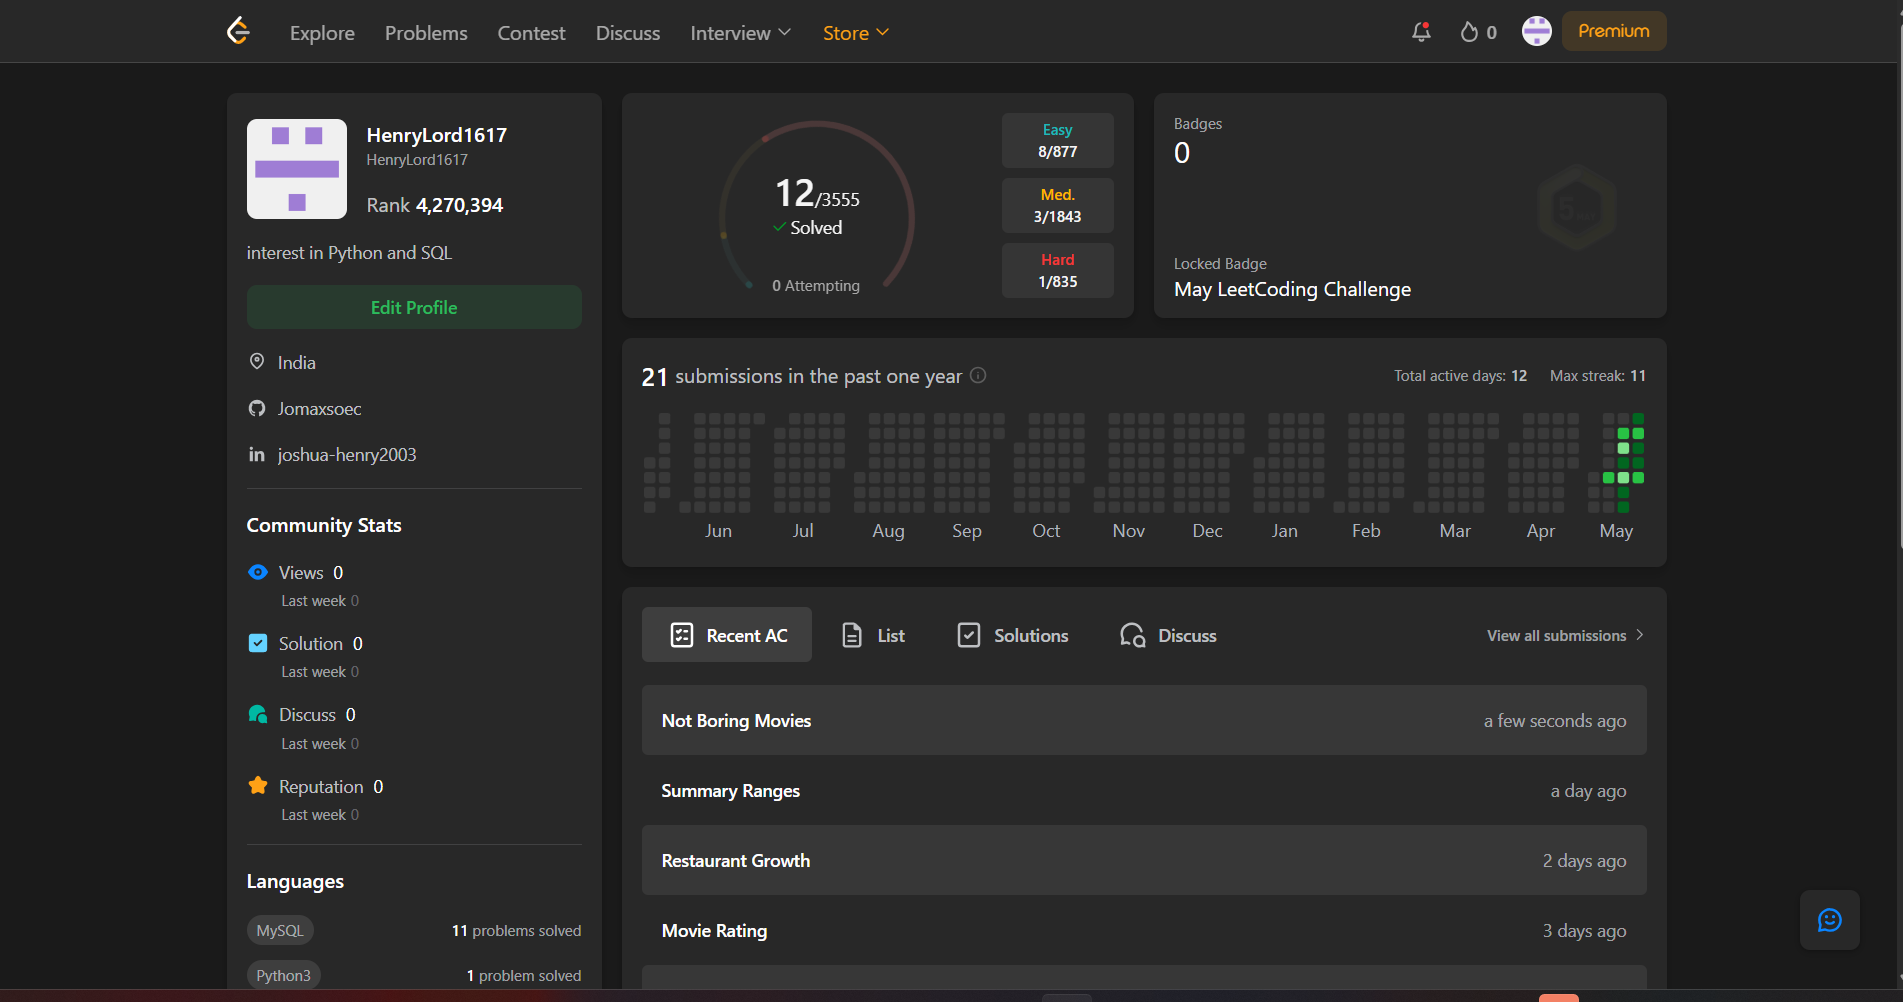 Explore Problems Contest Discuss Interview Store 0 Premium
HenryLord1617
HenryLord1617
Rank 4,270,394
interest in Python and SQL
Edit Profile
India
Jomaxsoec
joshua-henry2003
Community Stats
Views 0
Last week 0
Solution 0
Last week 0
Discuss 0
Last week 0
Reputation 0
Last week 0
Languages
MySQL 11 problems solved
Python3 1 problem solved
12/3555
Solved
0 Attempting
Easy
8/877
Med.
3/1843
Hard
1/835
Badges
0
Locked Badge
May LeetCoding Challenge
21 submissions in the past one year Total active days: 12 Max streak: 11
Jun Jul Aug Sep Oct Nov Dec Jan Feb Mar Apr May
Recent AC List Solutions Discuss View all submissions
Not Boring Movies a few seconds ago
Summary Ranges a day ago
Restaurant Growth 2 days ago
Movie Rating 3 days ago